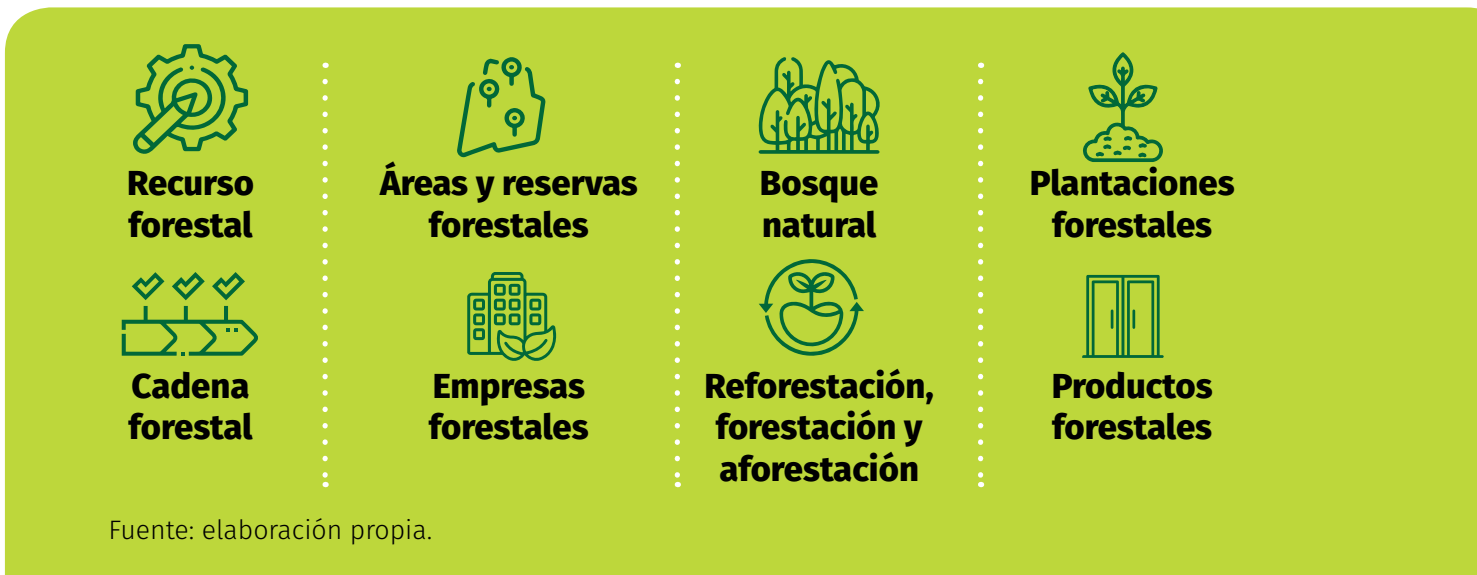 Recurso
forestal
Áreas y reservas
forestales
Bosque
natural
Plantaciones
forestales
Cadena
forestal
Empresas
forestales
Reforestación,
forestación y
aforestación
Productos
forestales
Fuente: elaboración propia.